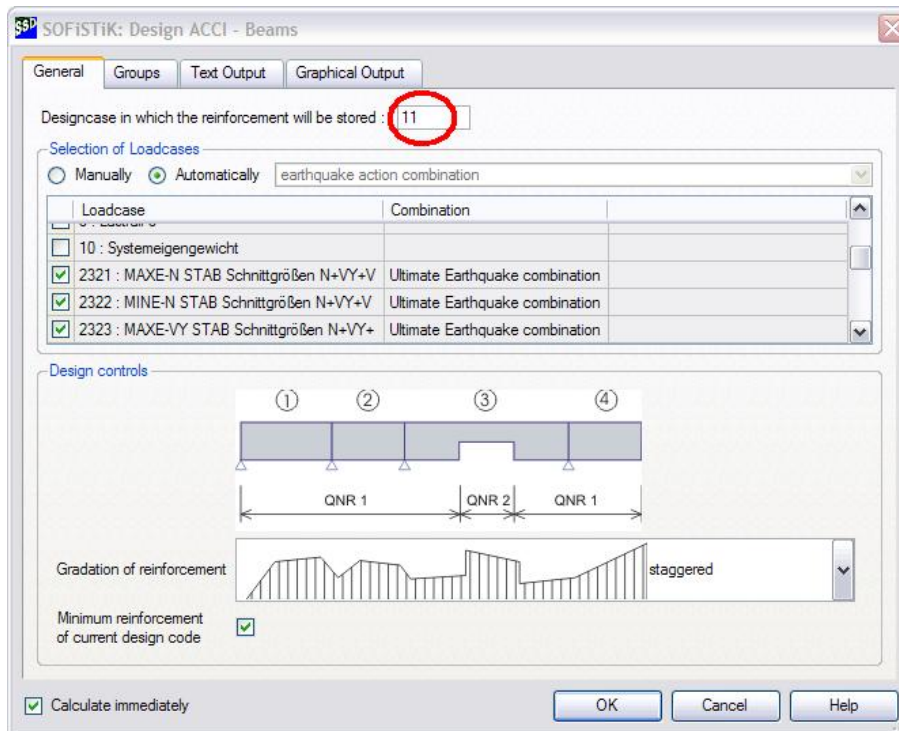 SSD SOFiSTiK: Design ACCI - Beams
General Groups Text Output Graphical Output
Designcase in which the reinforcement will be stored : 11
Selection of Loadcases
Manually Automatically earthquake action combination
Loadcase Combination
10 : Systemeigengewicht
2321 : MAXE-N STAB Schnittgrößen N+VY+V Ultimate Earthquake combination
2322 : MINE-N STAB Schnittgrößen N+VY+V Ultimate Earthquake combination
2323 : MAXE-VY STAB Schnittgrößen N+VY+ Ultimate Earthquake combination
Design controls
① ② ③ ④
QNR 1 QNR 2 QNR 1
Gradation of reinforcement staggered
Minimum reinforcement
of current design code
Calculate immediately OK Cancel Help